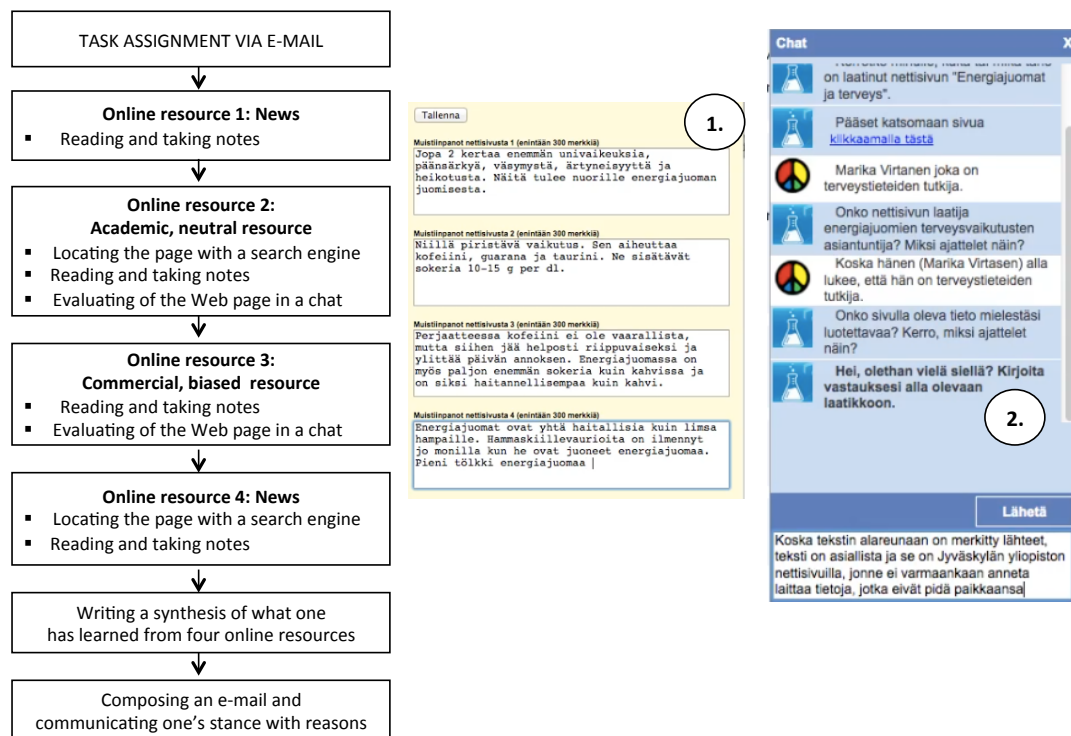 TASK ASSIGNMENT VIA E-MAIL
Online resource 1: News
▪ Reading and taking notes
Online resource 2:
Academic, neutral resource
▪ Locating the page with a search engine
▪ Reading and taking notes
▪ Evaluating of the Web page in a chat
Online resource 3:
Commercial, biased resource
▪ Reading and taking notes
▪ Evaluating of the Web page in a chat
Online resource 4: News
▪ Locating the page with a search engine
▪ Reading and taking notes
Writing a synthesis of what one
has learned from four online resources
Composing an e-mail and
communicating one's stance with reasons
Tallenna
1.
Muistiinpanot nettisivusta 1 (enintään 300 merkkiä)
Jopa 2 kertaa enemmän univaikeuksia,
päänsärkyä, väsymystä, ärtyneisyyttä ja
heikotusta. Näitä tulee nuorille energiajuoman
juomisesta.
Muistiinpanot nettisivusta 2 (enintään 300 merkkiä)
Niillä piristävä vaikutus. Sen aiheuttaa
kofeiini, guarana ja taurini. Ne sisätävät
sokeria 10-15 g per dl.
Muistiinpanot nettisivusta 3 (enintään 300 merkkiä)
Perjaatteessa kofeiini ei ole vaarallista,
mutta siihen jää helposti riippuvaiseksi ja
ylittää päivän annoksen. Energiajuomassa on
myös paljon enemmän sokeria kuin kahvissa ja
on siksi haitannellisempaa kuin kahvi.
Muistiinpanot nettisivusta 4 (enintään 300 merkkiä)
Energiajuomat ovat yhtä haitallisia kuin limsa
hampaille. Hammaskiillevaurioita on ilmennyt
jo monilla kun he ovat juoneet energiajuomaa.
Pieni tölkki energiajuomaa
Chat X
on laatinut nettisivun "Energiajuomat
ja terveys".
Pääset katsomaan sivua
klikkaamalla tästä
Marika Virtanen joka on
terveystieteiden tutkija.
Onko nettisivun laatija
energiajuomien terveysvaikutusten
asiantuntija? Miksi ajattelet näin?
Koska hänen (Marika Virtasen) alla
lukee, että hän on terveystieteiden
tutkija.
Onko sivulla oleva tieto mielestäsi
luotettavaa? Kerro, miksi ajattelet
näin?
Hei, olethan vielä siellä? Kirjoita
vastauksesi alla olevaan
laatikkoon.
2.
Lähetä
Koska tekstin alareunaan on merkitty lähteet,
teksti on asiallista ja se on Jyväskylän yliopiston
nettisivuilla, jonne ei varmaankaan anneta
laittaa tietoja, jotka eivät pidä paikkaansa